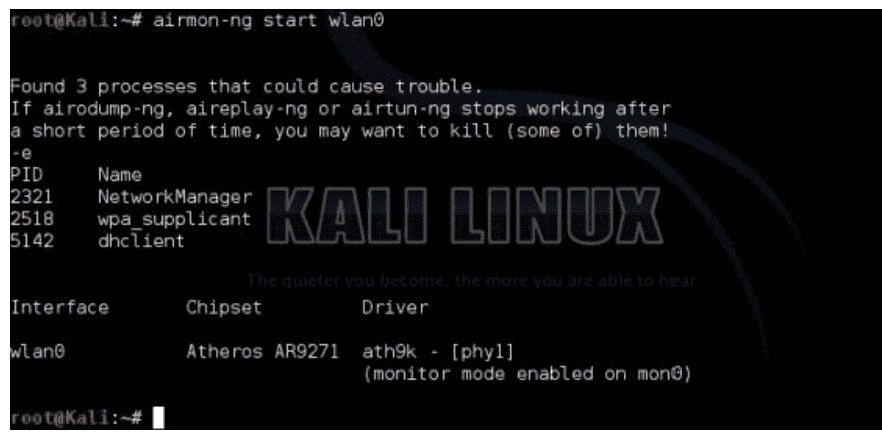 root@Kali:~# airmon-ng start wlan0
Found 3 processes that could cause trouble.
If airodump-ng, aireplay-ng or airtun-ng stops working after
a short period of time, you may want to kill (some of) them!
-e
PID Name
2321 NetworkManager
2518 wpa_supplicant
5142 dhclient
KALI LINUX
The quieter you become, the more you are able to hear
Interface Chipset Driver
wlan0 Atheros AR9271 ath9k - [phy1]
(monitor mode enabled on mon0)
root@Kali:~#